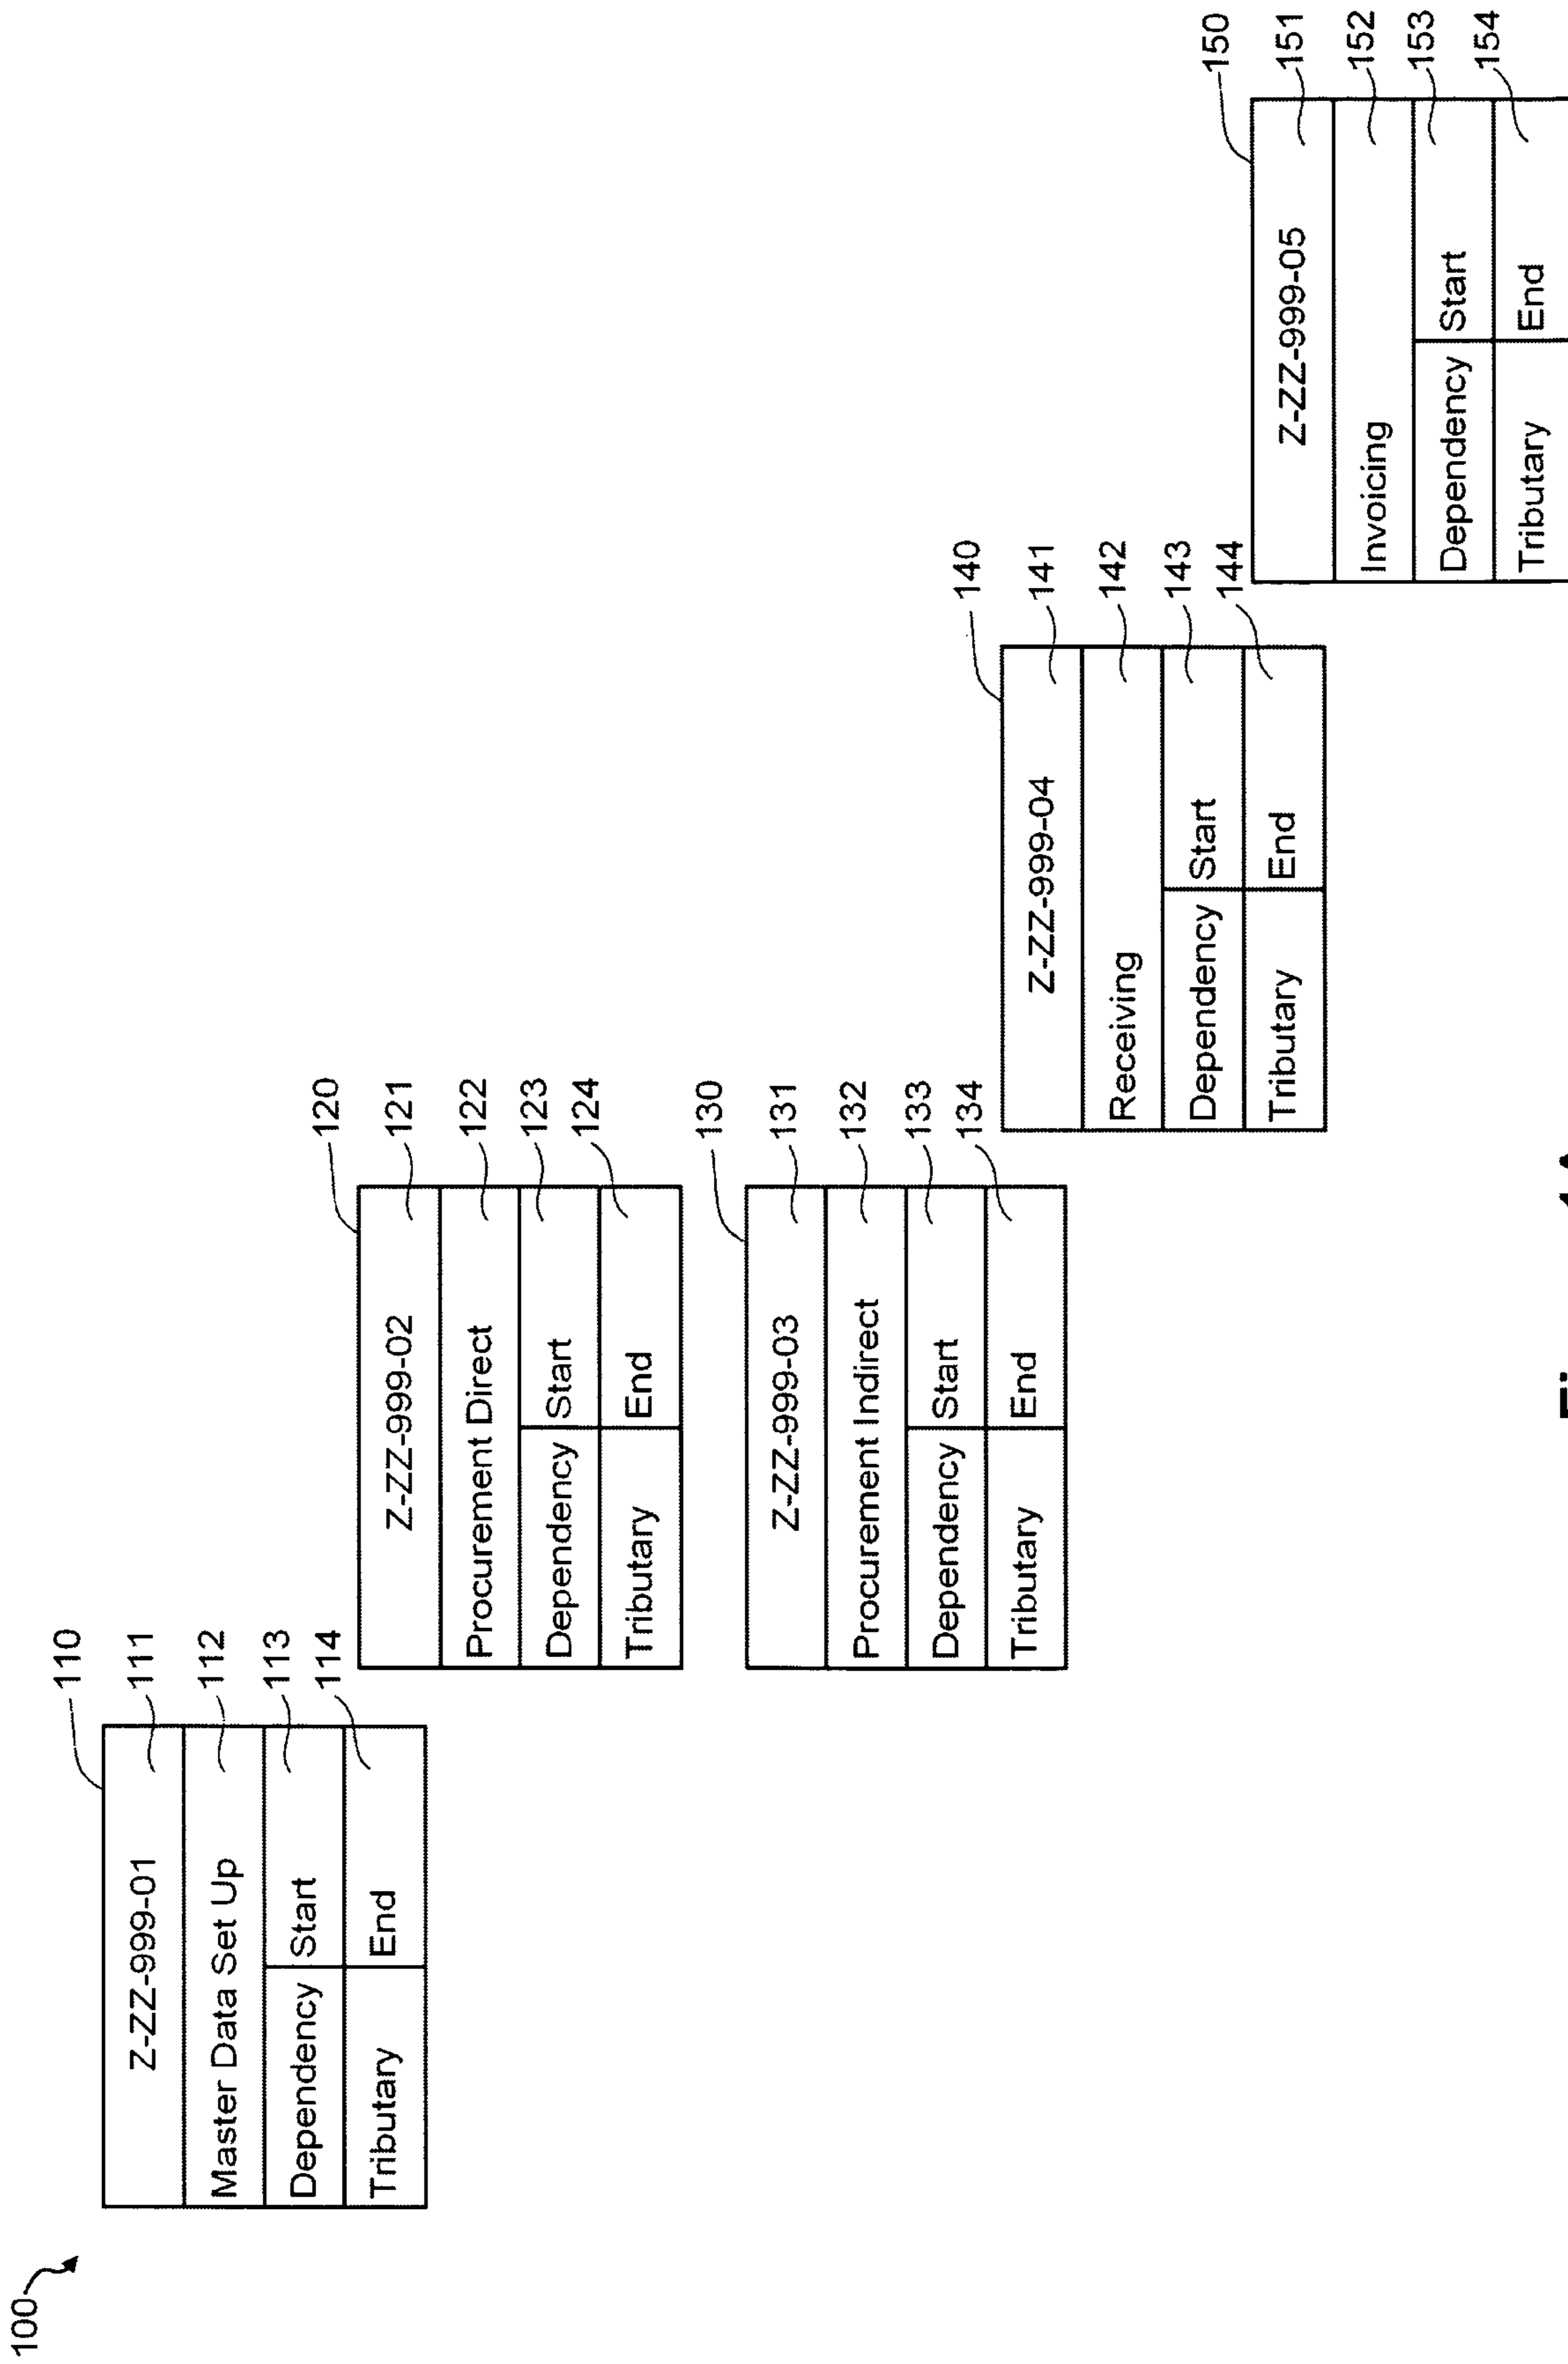 100
110
Z-ZZ-999-01 111
Master Data Set Up 112
Dependency Start 113
Tributary End 114
120
Z-ZZ-999-02 121
Procurement Direct 122
Dependency Start 123
Tributary End 124
130
Z-ZZ-999-03 131
Procurement Indirect 132
Dependency Start 133
Tributary End 134
140
Z-ZZ-999-04 141
Receiving 142
Dependency Start 143
Tributary End 144
150
Z-ZZ-999-05 151
Invoicing 152
Dependency Start 153
Tributary End 154